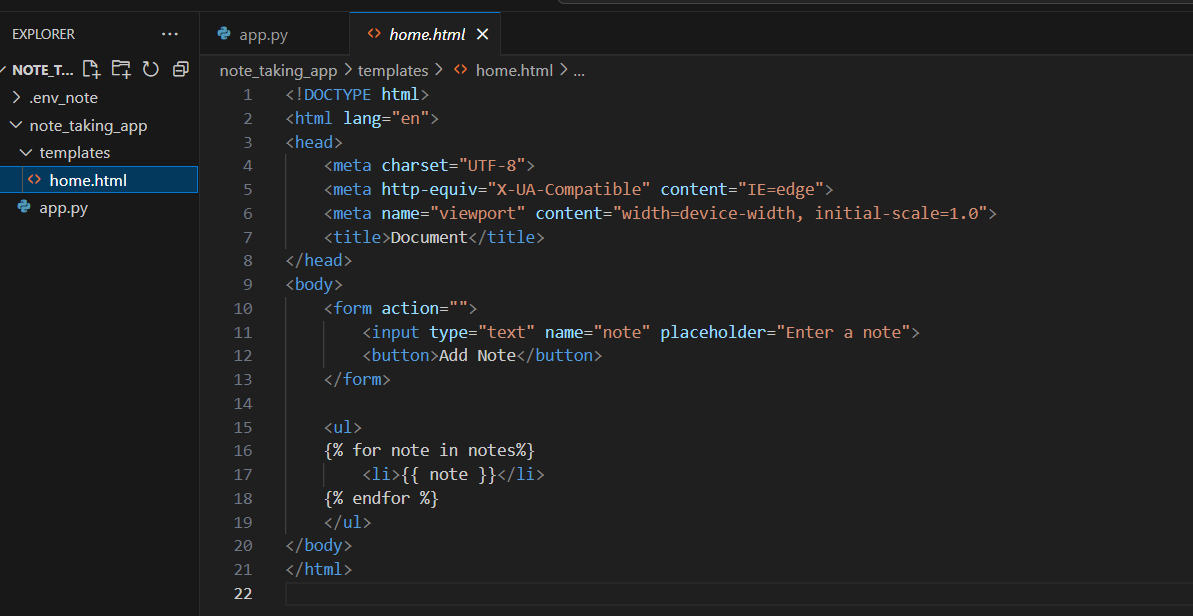 EXPLORER
NOTE_T...
.env_note
note_taking_app
templates
home.html
app.py
app.py
home.html
note_taking_app > templates > <> home.html > ...
1 <!DOCTYPE html>
2 <html lang="en">
3 <head>
4     <meta charset="UTF-8">
5     <meta http-equiv="X-UA-Compatible" content="IE=edge">
6     <meta name="viewport" content="width=device-width, initial-scale=1.0">
7     <title>Document</title>
8 </head>
9 <body>
10     <form action="">
11         <input type="text" name="note" placeholder="Enter a note">
12         <button>Add Note</button>
13     </form>
14
15     <ul>
16     {% for note in notes%}
17         <li>{{ note }}</li>
18     {% endfor %}
19     </ul>
20 </body>
21 </html>
22